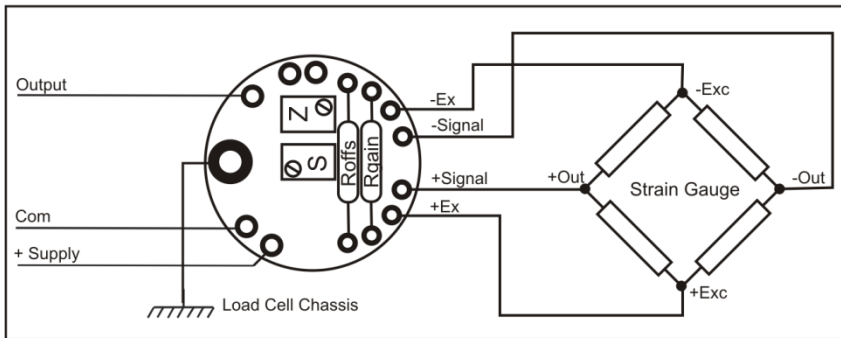 Output
-Ex
-Exc
Z
-Signal
S
Roffs
Rgain
+Signal
+Out
Strain Gauge
-Out
+Ex
Com
+ Supply
+Exc
Load Cell Chassis